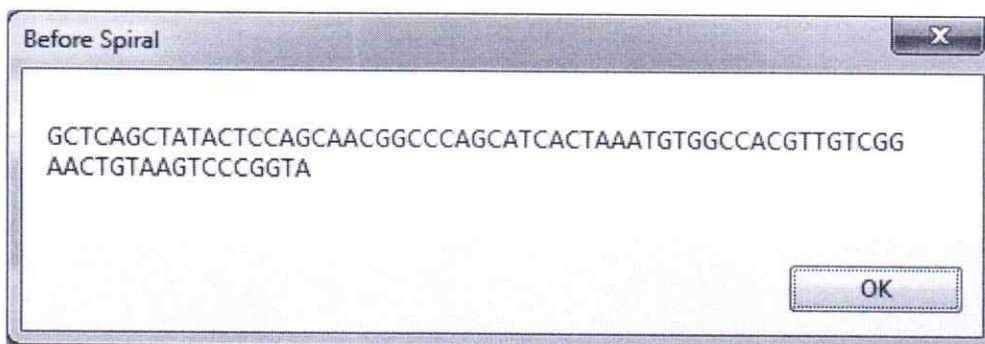 Before Spiral
GCTCAGCTATACTCCAGCAACGGCCCAGCATCACTAAATGTGGCCACGTTGTCGG
AACTGTAAGTCCCGGTA
OK